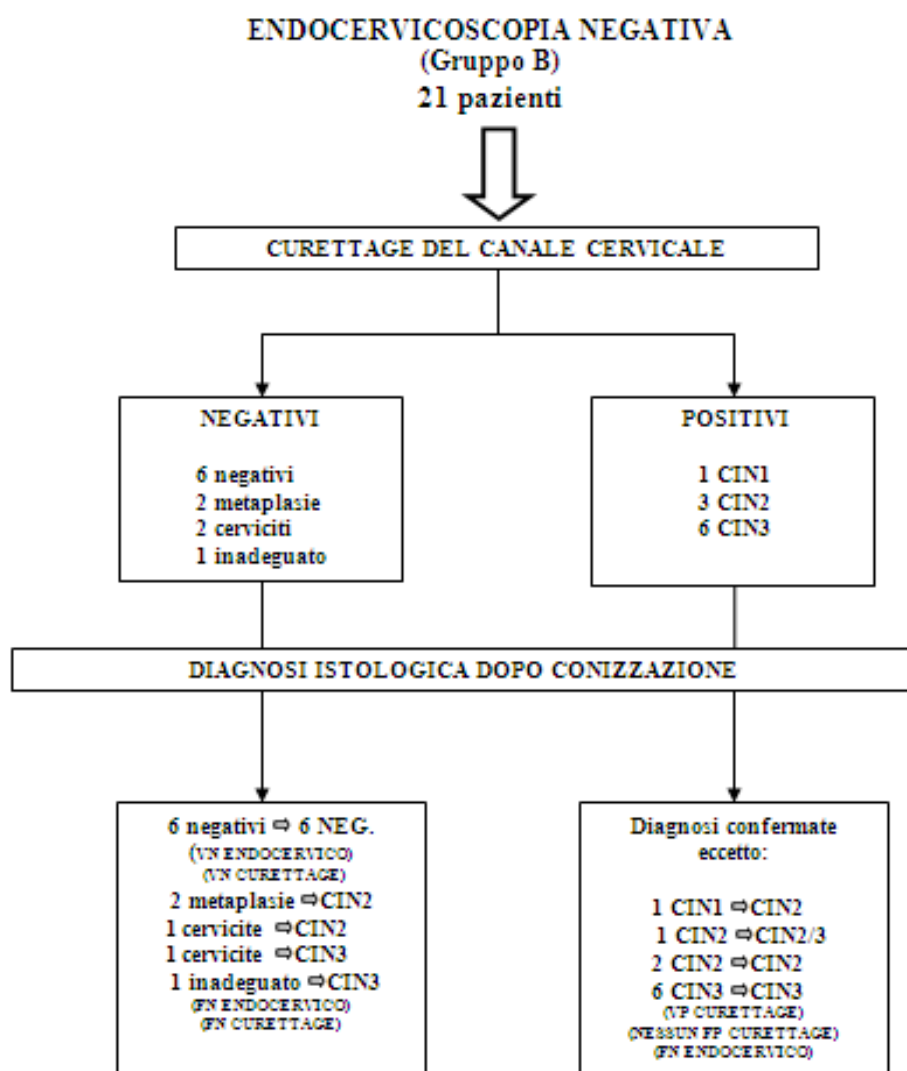 ENDOCERVICOSCOPIA NEGATIVA
(Gruppo B)
21 pazienti
CURETTAGE DEL CANALE CERVICALE
NEGATIVI
6 negativi
2 metaplasie
2 cerviciti
1 inadeguato
POSITIVI
1 CIN1
3 CIN2
6 CIN3
DIAGNOSI ISTOLOGICA DOPO CONIZZAZIONE
6 negativi ⇨ 6 NEG.
(VN ENDOCERVICO)
(VN CURETTAGE)
2 metaplasie ⇨CIN2
1 cervicite ⇨CIN2
1 cervicite ⇨CIN3
1 inadeguato ⇨CIN3
(FN ENDOCERVICO)
(FN CURETTAGE)
Diagnosi confermate
eccetto:
1 CIN1 ⇨CIN2
1 CIN2 ⇨CIN2/3
2 CIN2 ⇨CIN2
6 CIN3 ⇨CIN3
(VP CURETTAGE)
(NESSUN FP CURETTAGE)
(FN ENDOCERVICO)